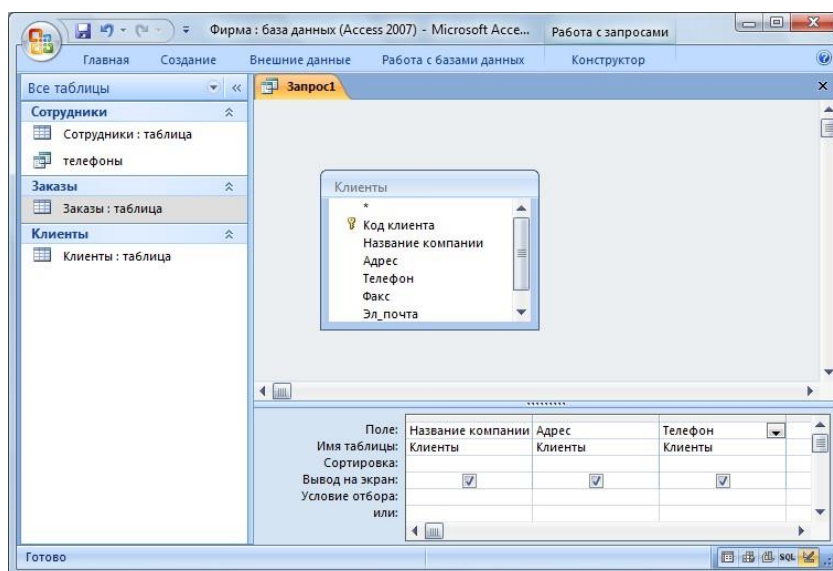 Фирма : база данных (Access 2007) - Microsoft Acce...
Работа с запросами
Главная Создание Внешние данные Работа с базами данных Конструктор
Все таблицы
Запрос1
Сотрудники
Сотрудники : таблица
телефоны
Заказы
Заказы : таблица
Клиенты
Клиенты : таблица
Клиенты
*
Код клиента
Название компании
Адрес
Телефон
Факс
Эл_почта
Поле: Название компании Адрес Телефон
Имя таблицы: Клиенты Клиенты Клиенты
Сортировка:
Вывод на экран:
Условие отбора:
или:
Готово
SQL